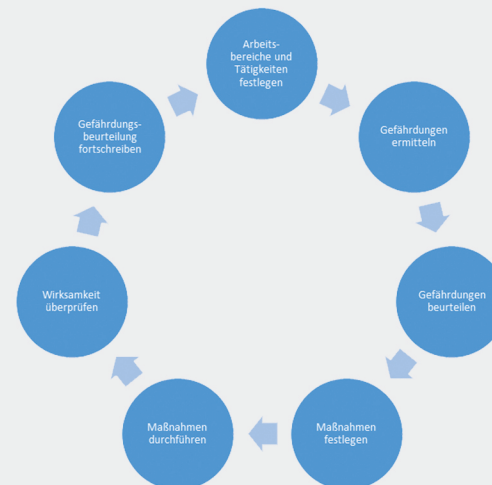 Arbeits-
bereiche und
Tätigkeiten
festlegen
Gefährdungen
ermitteln
Gefährdungen
beurteilen
Maßnahmen
festlegen
Maßnahmen
durchführen
Wirksamkeit
überprüfen
Gefährdungs-
beurteilung
fortschreiben